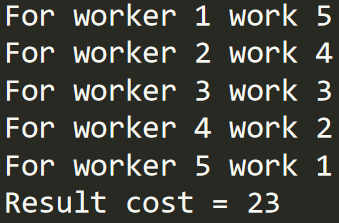 For worker 1 work 5
For worker 2 work 4
For worker 3 work 3
For worker 4 work 2
For worker 5 work 1
Result cost = 23